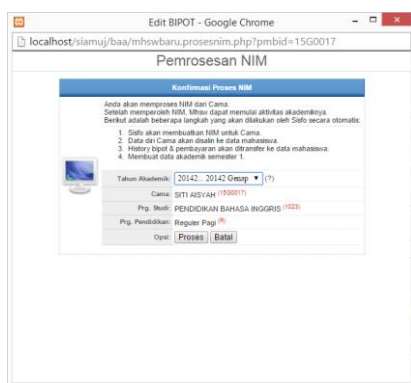 Edit BIPOT - Google Chrome
localhost/siamuj/baa/mhswbaru.prosesnim.php?pmbid=15G0017
Pemrosesan NIM
Konfirmasi Proses NIM
Anda akan memproses NIM dari Cama.
Setelah memperoleh NIM, Mhsw dapat memulai aktivitas akademiknya.
Berikut adalah beberapa langkah yang akan dilakukan oleh Sisfo secara otomatis:
1. Sisfo akan membuatkan NIM untuk Cama.
2. Data diri Cama akan disalin ke data mahasiswa.
3. History bipot & pembayaran akan ditransfer ke data mahasiswa.
4. Membuat data akademik semester 1.
Tahun Akademik: 20142... 20142 Genap (?)
Cama: SITI AISYAH (15G0017)
Prg. Studi: PENDIDIKAN BAHASA INGGRIS (1023)
Prg. Pendidikan: Reguler Pagi (R)
Opsi: Proses Batal